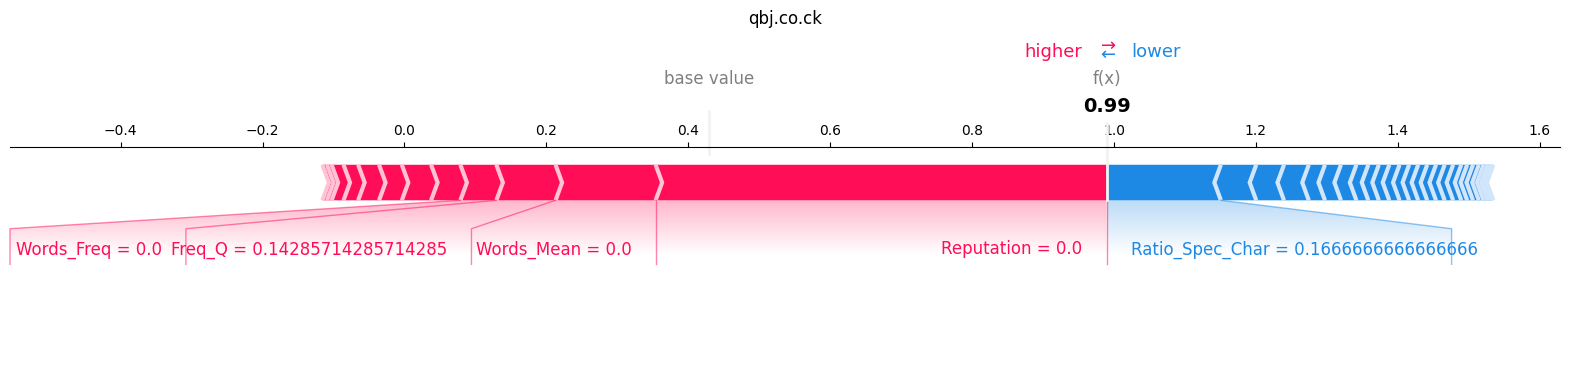 qbj.co.ck
higher ⇄ lower
base value f(x)
0.99
−0.4 −0.2 0.0 0.2 0.4 0.6 0.8 1.0 1.2 1.4 1.6
Words_Freq = 0.0 Freq_Q = 0.14285714285714285 Words_Mean = 0.0 Reputation = 0.0 Ratio_Spec_Char = 0.1666666666666666